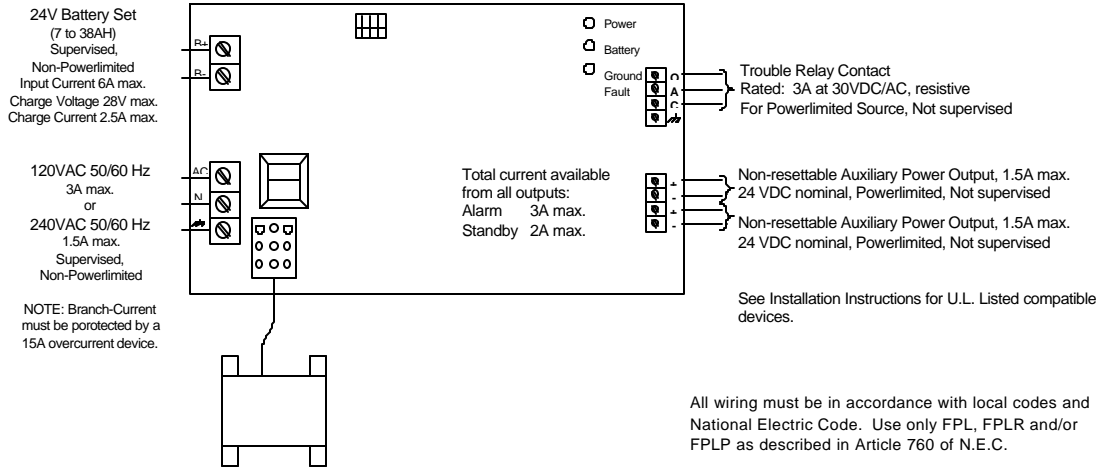 24V Battery Set
(7 to 38AH)
Supervised,
Non-Powerlimited
Input Current 6A max.
Charge Voltage 28V max.
Charge Current 2.5A max.
B+
B-
120VAC 50/60 Hz
3A max.
or
240VAC 50/60 Hz
1.5A max.
Supervised,
Non-Powerlimited
AC
N
NOTE: Branch-Current
must be porotected by a
15A overcurrent device.
Power
Battery
Ground
Fault
A
C
Trouble Relay Contact
Rated: 3A at 30VDC/AC, resistive
For Powerlimited Source, Not supervised
Total current available
from all outputs:
Alarm 3A max.
Standby 2A max.
+
-
+
-
Non-resettable Auxiliary Power Output, 1.5A max.
24 VDC nominal, Powerlimited, Not supervised
Non-resettable Auxiliary Power Output, 1.5A max.
24 VDC nominal, Powerlimited, Not supervised
See Installation Instructions for U.L. Listed compatible
devices.
All wiring must be in accordance with local codes and
National Electric Code. Use only FPL, FPLR and/or
FPLP as described in Article 760 of N.E.C.